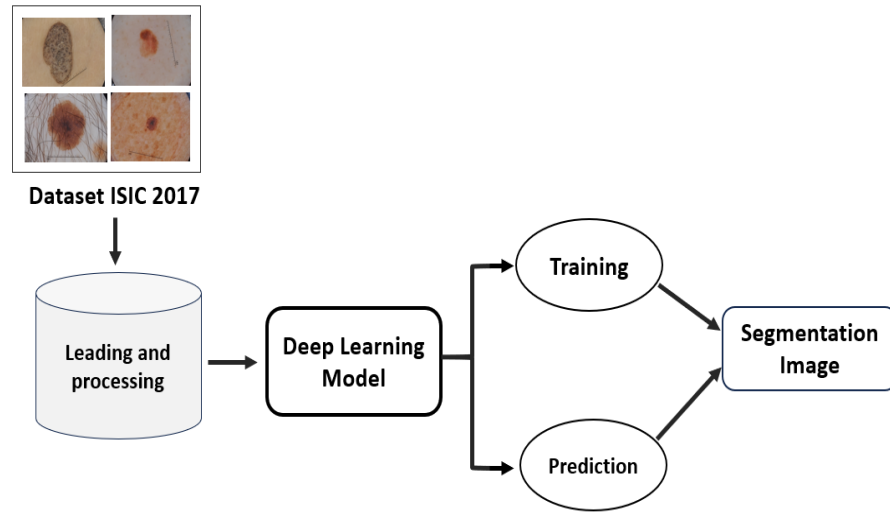 Dataset ISIC 2017
Leading and
processing
Deep Learning
Model
Training
Prediction
Segmentation
Image